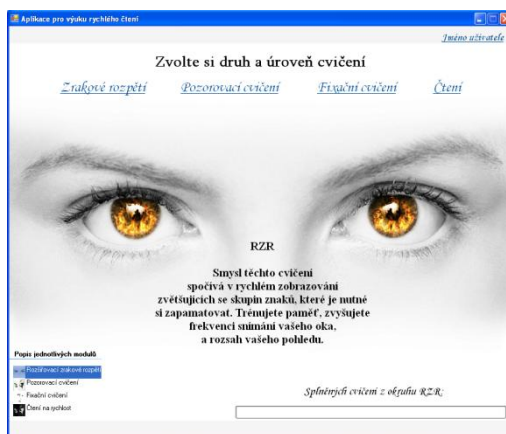 Aplikace pro výuku rychlého čtení
Jméno uživatele
Zvolte si druh a úroveň cvičení
Zrakové rozpětí Pozorovací cvičení Fixační cvičení Čtení
RZR
Smysl těchto cvičení
spočívá v rychlém zobrazování
zvětšujících se skupin znaků, které je nutné
si zapamatovat. Trénujete paměť, zvyšujete
frekvenci snímání vašeho oka,
a rozsah vašeho pohledu.
Popis jednotlivých modulů
Rozšiřovací zrakové rozpětí
Pozorovací cvičení
Fixační cvičení
Čtení na rychlost
Splněných cvičení z okruhu RZR: